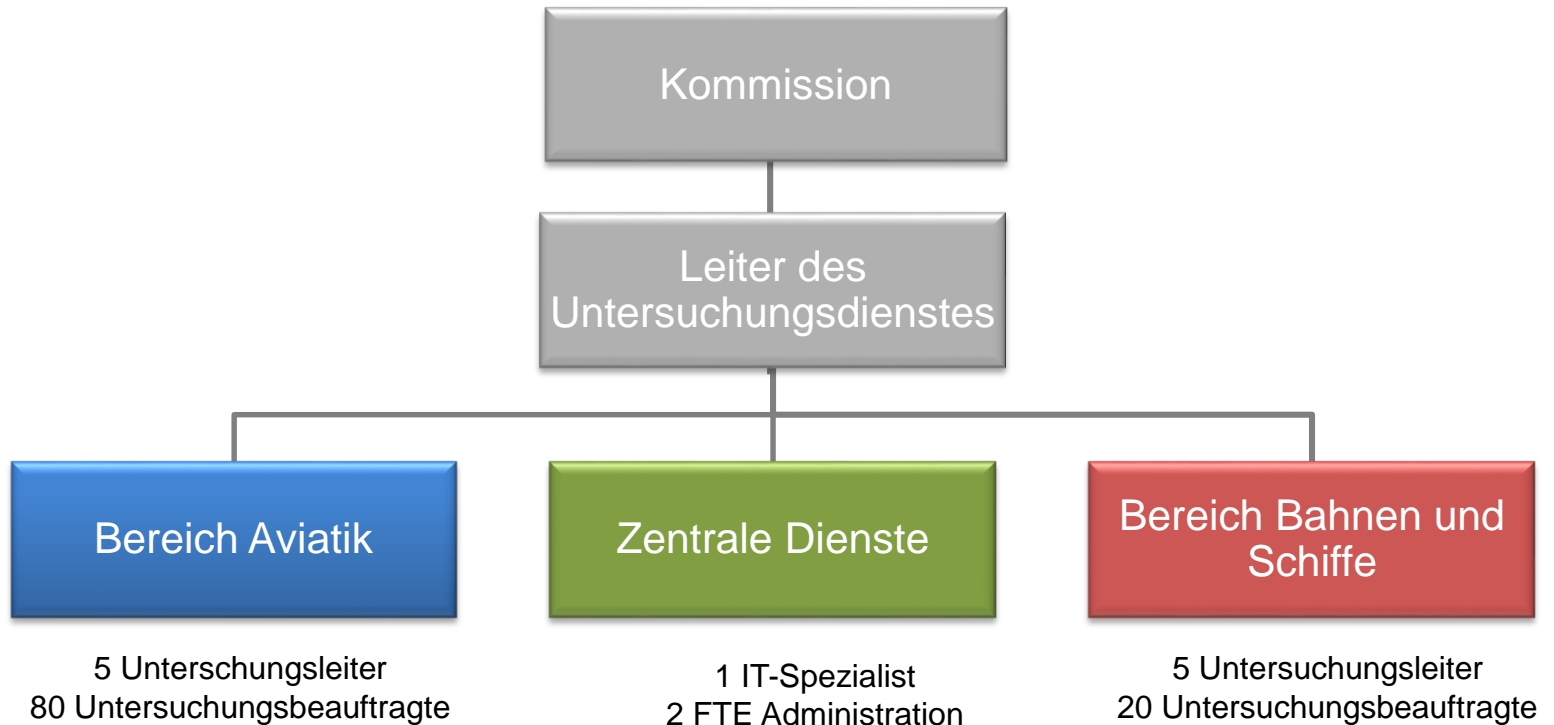 Kommission
Leiter des
Untersuchungsdienstes
Bereich Aviatik
Zentrale Dienste
Bereich Bahnen und
Schiffe
5 Unterschungsleiter
80 Untersuchungsbeauftragte
1 IT-Spezialist
2 FTE Administration
5 Untersuchungsleiter
20 Untersuchungsbeauftragte